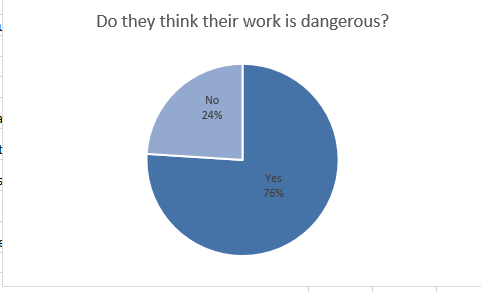 Do they think their work is dangerous?
No
24%
Yes
76%